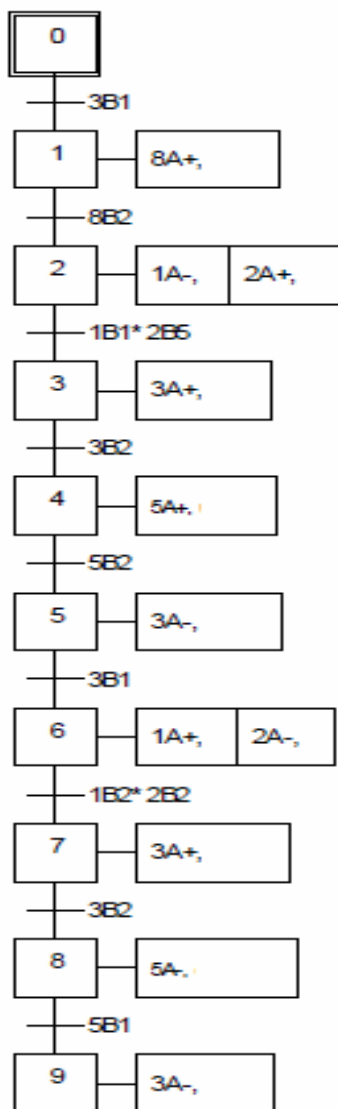 0
3B1
1 8A+,
8B2
2 1A-, 2A+,
1B1* 2B5
3 3A+,
3B2
4 5A+,
5B2
5 3A-,
3B1
6 1A+, 2A-,
1B2* 2B2
7 3A+,
3B2
8 5A-,
5B1
9 3A-,